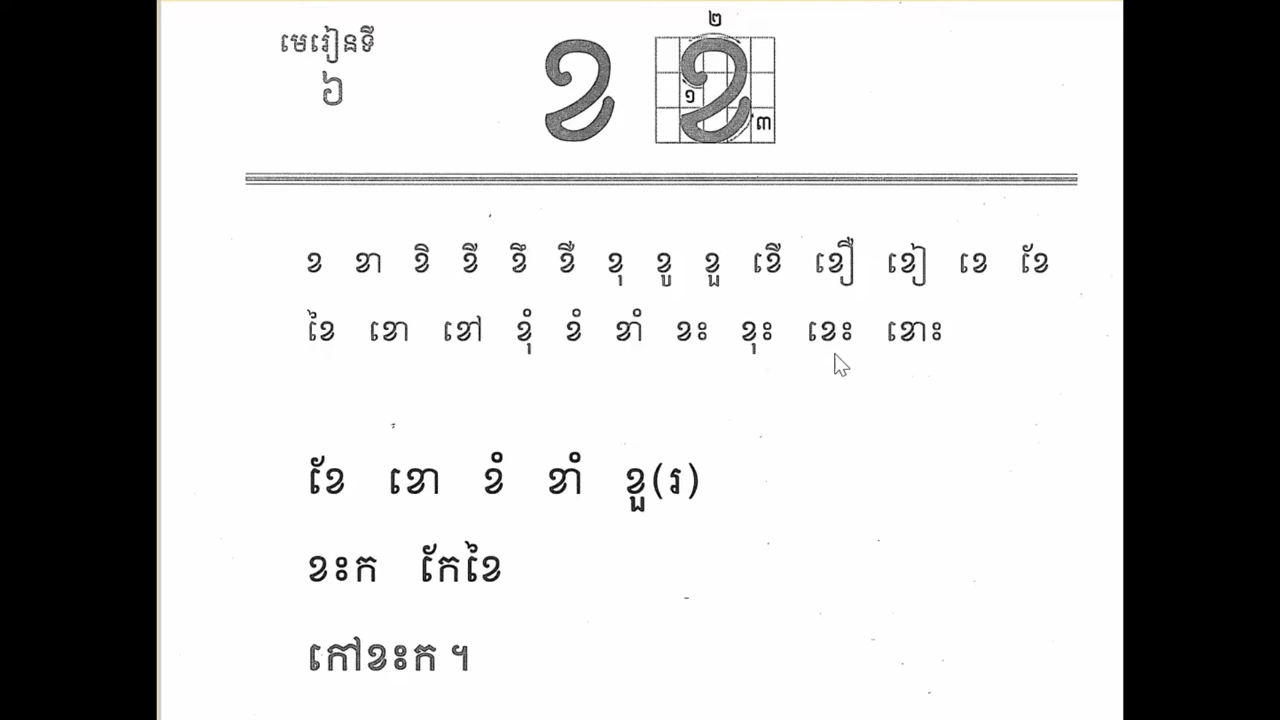 មេរៀនទី
៦
ខ ខ
២
១
៣
ខ ខា ខិ ខី ខឹ ខឺ ខុ ខូ ខួ ខើ ខឿ ខៀ ខេ ខែ
ខៃ ខោ ខៅ ខុំ ខំ ខាំ ខះ ខុះ ខេះ ខោះ
ខែ ខោ ខំ ខាំ ខួ(រ)
ខះក កែខៃ
កៅខះក ។